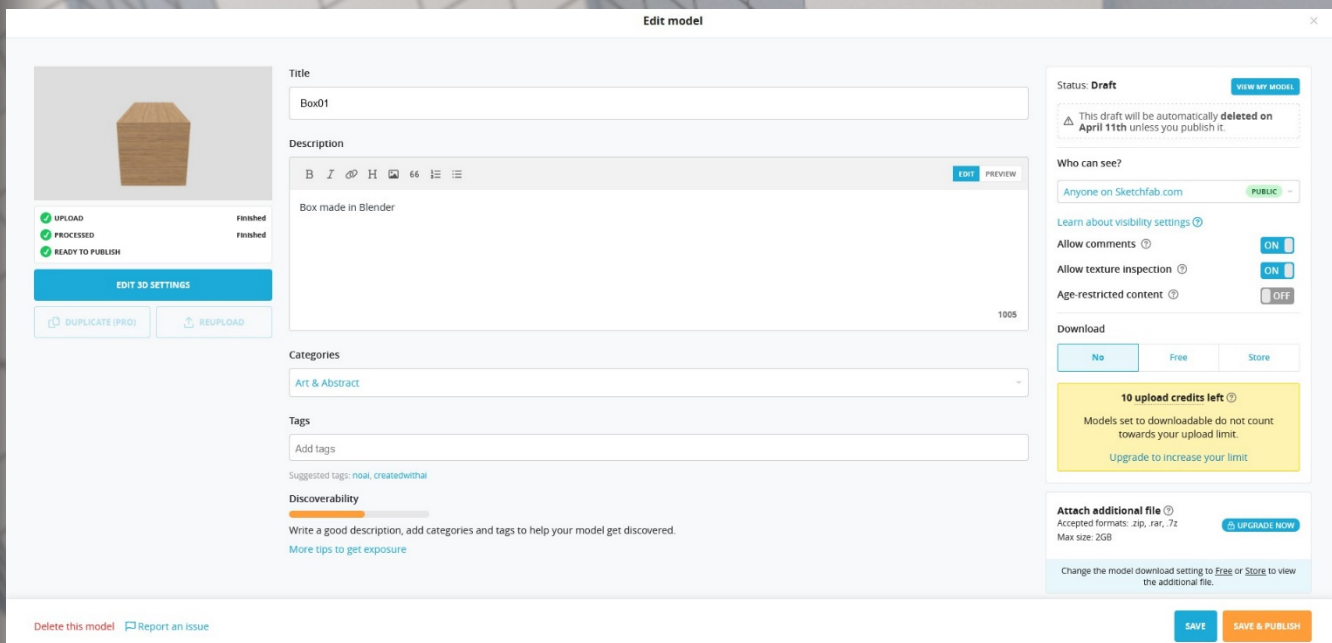 Edit model
Title
Box01
Description
B I H 66
EDIT PREVIEW
Box made in Blender
1005
UPLOAD Finished
PROCESSED Finished
READY TO PUBLISH
EDIT 3D SETTINGS
DUPLICATE (PRO) REUPLOAD
Categories
Art & Abstract
Tags
Add tags
Suggested tags: noai, createdwithai
Discoverability
Write a good description, add categories and tags to help your model get discovered.
More tips to get exposure
Status: Draft
VIEW MY MODEL
This draft will be automatically deleted on
April 11th unless you publish it.
Who can see?
Anyone on Sketchfab.com PUBLIC
Learn about visibility settings
Allow comments ON
Allow texture inspection ON
Age-restricted content OFF
Download
No Free Store
10 upload credits left
Models set to downloadable do not count
towards your upload limit.
Upgrade to increase your limit
Attach additional file
Accepted formats: .zip, .rar, .7z
Max size: 2GB
UPGRADE NOW
Change the model download setting to Free or Store to view
the additional file.
Delete this model Report an issue
SAVE SAVE & PUBLISH